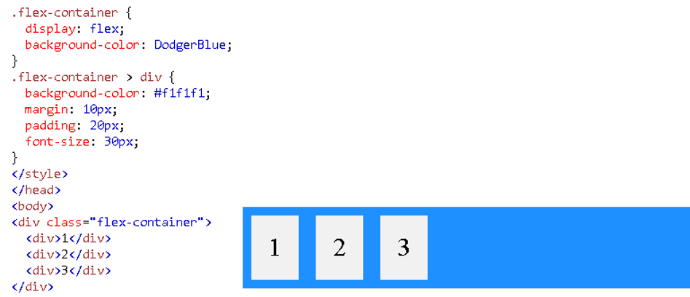 .flex-container {
  display: flex;
  background-color: DodgerBlue;
}
.flex-container > div {
  background-color: #f1f1f1;
  margin: 10px;
  padding: 20px;
  font-size: 30px;
}
</style>
</head>
<body>
<div class="flex-container">
  <div>1</div>
  <div>2</div>
  <div>3</div>
</div>
1 2 3